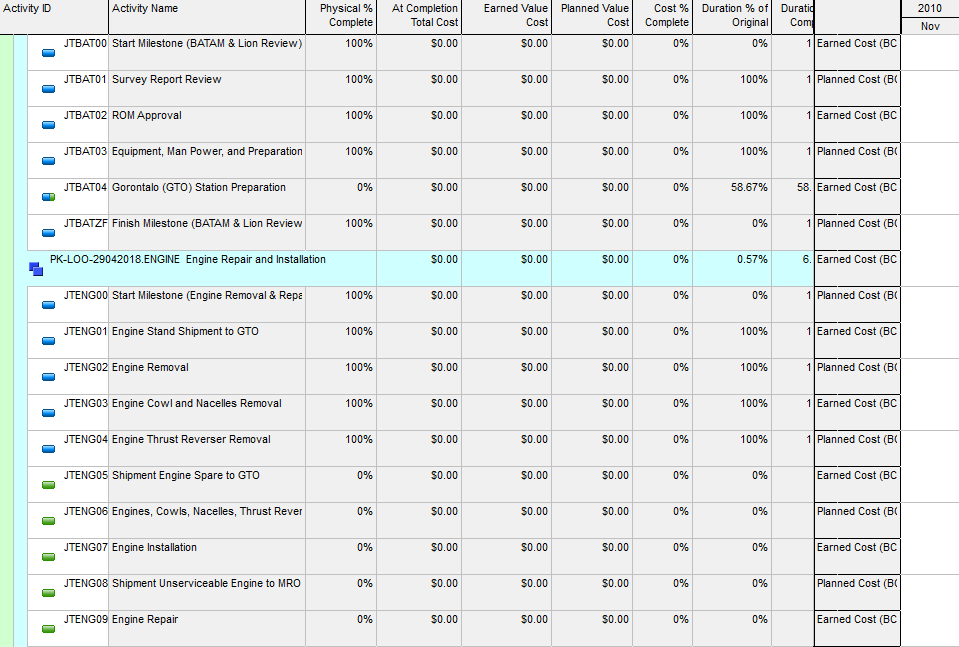 Activity ID Activity Name Physical % At Completion Earned Value Planned Value Cost % Duration % of Duratio 2010
Complete Total Cost Cost Cost Complete Original Comp Nov
JTBAT00 Start Milestone (BATAM & Lion Review) 100% $0.00 $0.00 $0.00 0% 0% 1 Earned Cost (BC
JTBAT01 Survey Report Review 100% $0.00 $0.00 $0.00 0% 100% 1 Planned Cost (B
JTBAT02 ROM Approval 100% $0.00 $0.00 $0.00 0% 100% 1 Earned Cost (BC
JTBAT03 Equipment, Man Power, and Preparation 100% $0.00 $0.00 $0.00 0% 100% 1 Planned Cost (B
JTBAT04 Gorontalo (GTO) Station Preparation 0% $0.00 $0.00 $0.00 0% 58.67% 58. Earned Cost (BC
JTBATZF Finish Milestone (BATAM & Lion Review 100% $0.00 $0.00 $0.00 0% 0% 1 Planned Cost (B
PK-LOO-29042018.ENGINE Engine Repair and Installation $0.00 $0.00 $0.00 0% 0.57% 6. Earned Cost (BC
JTENG00 Start Milestone (Engine Removal & Repa 100% $0.00 $0.00 $0.00 0% 0% 1 Planned Cost (B
JTENG01 Engine Stand Shipment to GTO 100% $0.00 $0.00 $0.00 0% 100% 1 Earned Cost (BC
JTENG02 Engine Removal 100% $0.00 $0.00 $0.00 0% 100% 1 Planned Cost (B
JTENG03 Engine Cowl and Nacelles Removal 100% $0.00 $0.00 $0.00 0% 100% 1 Earned Cost (BC
JTENG04 Engine Thrust Reverser Removal 100% $0.00 $0.00 $0.00 0% 100% 1 Planned Cost (B
JTENG05 Shipment Engine Spare to GTO 0% $0.00 $0.00 $0.00 0% 0% Earned Cost (BC
JTENG06 Engines, Cowls, Nacelles, Thrust Rever 0% $0.00 $0.00 $0.00 0% 0% Planned Cost (B
JTENG07 Engine Installation 0% $0.00 $0.00 $0.00 0% 0% Earned Cost (BC
JTENG08 Shipment Unserviceable Engine to MRO 0% $0.00 $0.00 $0.00 0% 0% Planned Cost (B
JTENG09 Engine Repair 0% $0.00 $0.00 $0.00 0% 0% Earned Cost (BC